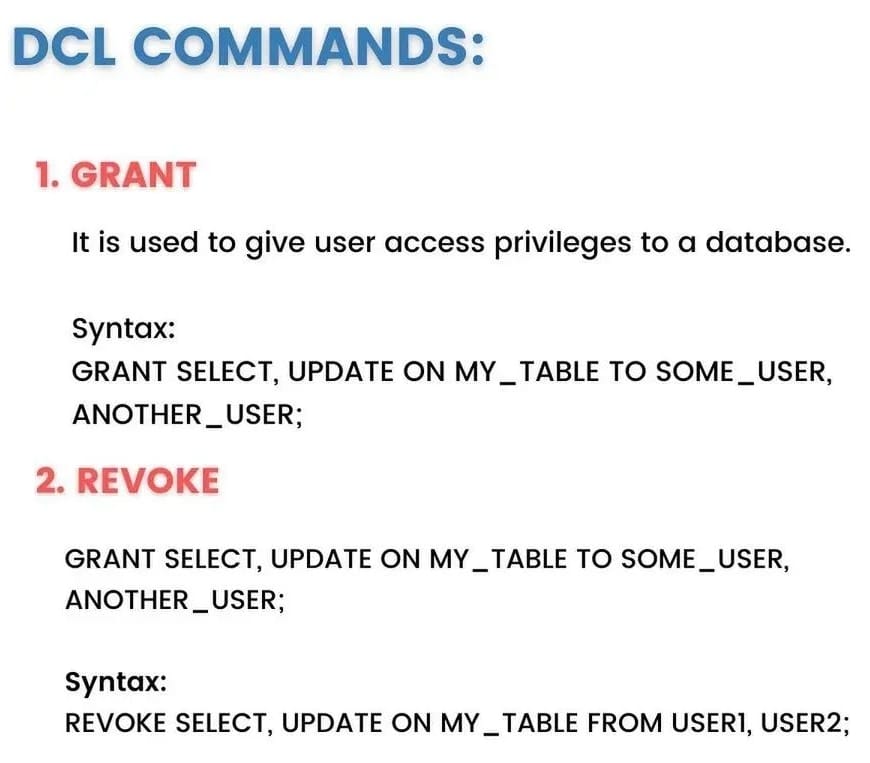 DCL COMMANDS:
1. GRANT
It is used to give user access privileges to a database.
Syntax:
GRANT SELECT, UPDATE ON MY_TABLE TO SOME_USER,
ANOTHER_USER;
2. REVOKE
GRANT SELECT, UPDATE ON MY_TABLE TO SOME_USER,
ANOTHER_USER;
Syntax:
REVOKE SELECT, UPDATE ON MY_TABLE FROM USER1, USER2;